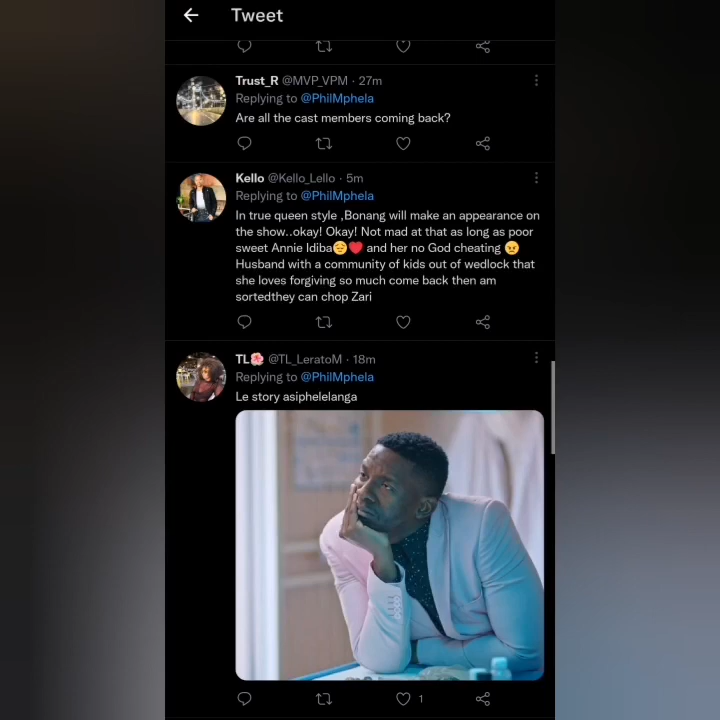 Tweet
Trust_R @MVP_VPM · 27m
Replying to @PhilMphela
Are all the cast members coming back?
Kello @Kello_Lello · 5m
Replying to @PhilMphela
In true queen style ,Bonang will make an appearance on
the show..okay! Okay! Not mad at that as long as poor
sweet Annie Idiba😔❤️ and her no God cheating 😠
Husband with a community of kids out of wedlock that
she loves forgiving so much come back then am
sortedthey can chop Zari
TL🌺 @TL_LeratoM · 18m
Replying to @PhilMphela
Le story asiphelelanga
1